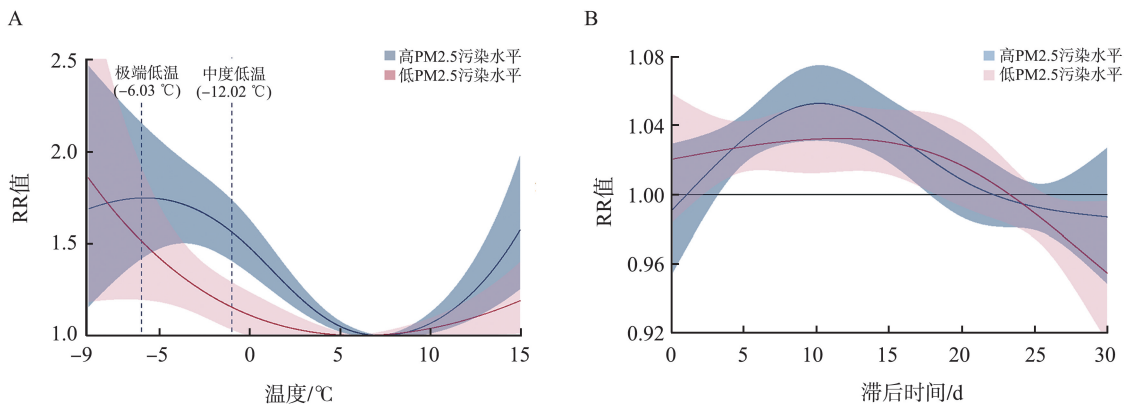 A
高PM2.5污染水平
低PM2.5污染水平
极端低温
(−6.03 ℃)
中度低温
(−12.02 ℃)
2.5
2.0
1.5
1.0
RR值
−9
−5
0
5
10
15
温度/℃
B
高PM2.5污染水平
低PM2.5污染水平
1.08
1.04
1.00
0.96
0.92
RR值
0
5
10
15
20
25
30
滞后时间/d